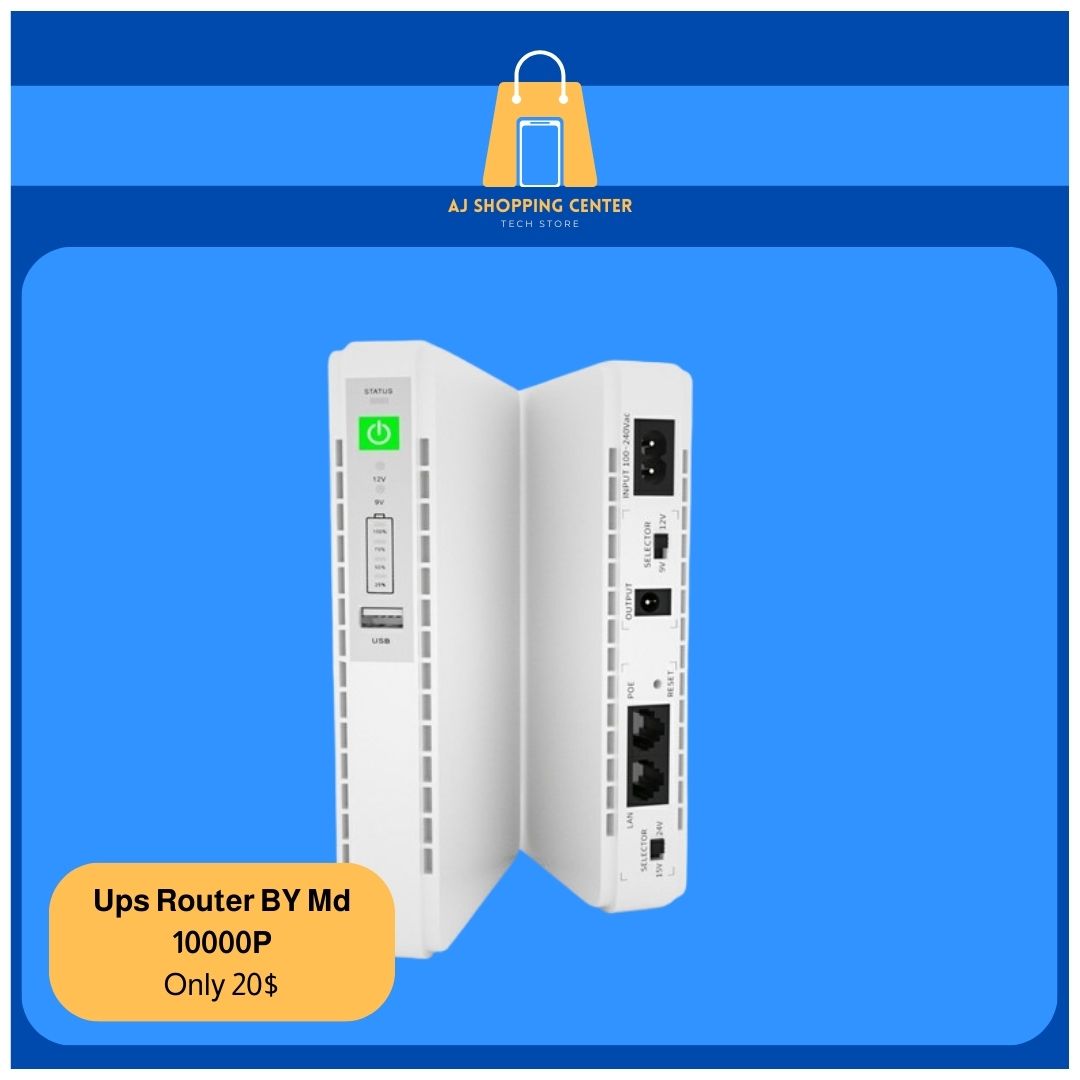 AJ SHOPPING CENTER
TECH STORE
STATUS
12V
9V
100%
75%
50%
25%
USB
INPUT 100-240Vac
SELECTOR
9V 12V
OUTPUT
POE
RESET
LAN
SELECTOR
15V 24V
Ups Router BY Md
10000P
Only 20$